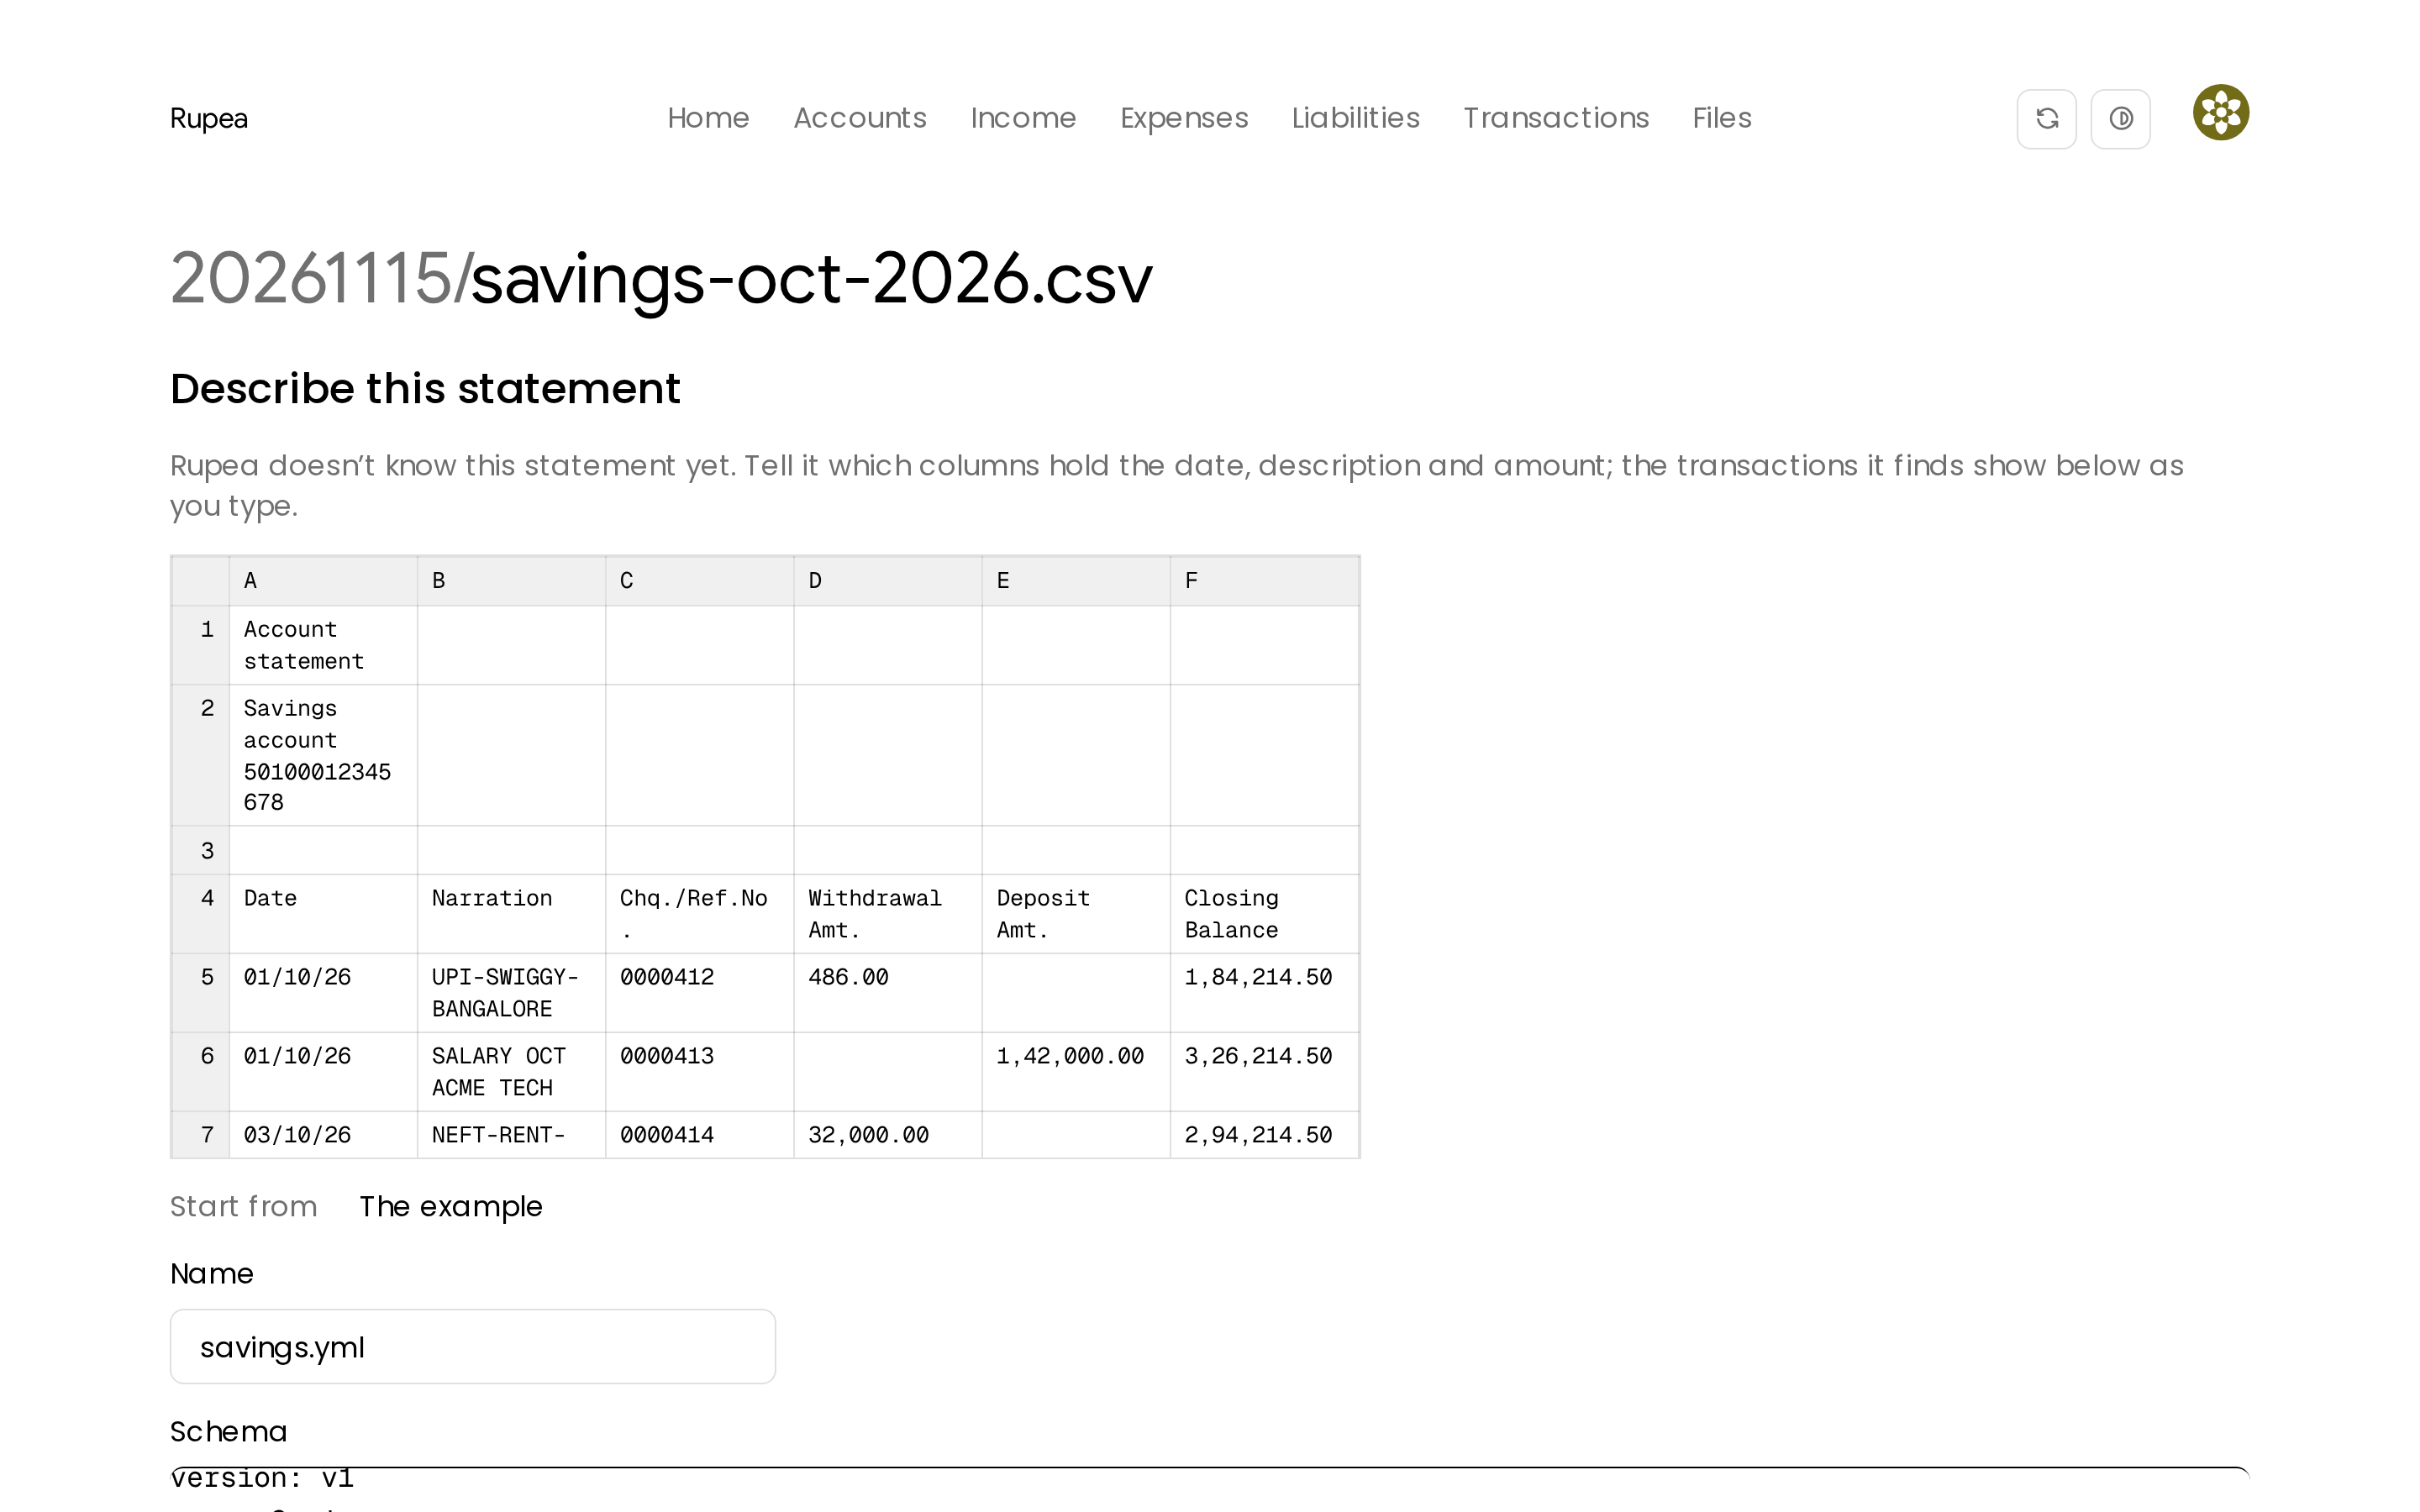 Rupea
Home Accounts Income Expenses Liabilities Transactions Files
20261115/savings-oct-2026.csv
Describe this statement
Rupea doesn’t know this statement yet. Tell it which columns hold the date, description and amount; the transactions it finds show below as
you type.
A B C D E F
1 Account
statement
2 Savings
account
50100012345
678
3
4 Date Narration Chq./Ref.No Withdrawal Deposit Closing
. Amt. Amt. Balance
5 01/10/26 UPI-SWIGGY- 0000412 486.00 1,84,214.50
BANGALORE
6 01/10/26 SALARY OCT 0000413 1,42,000.00 3,26,214.50
ACME TECH
7 03/10/26 NEFT-RENT- 0000414 32,000.00 2,94,214.50
Start from The example
Name
savings.yml
Schema
version: v1